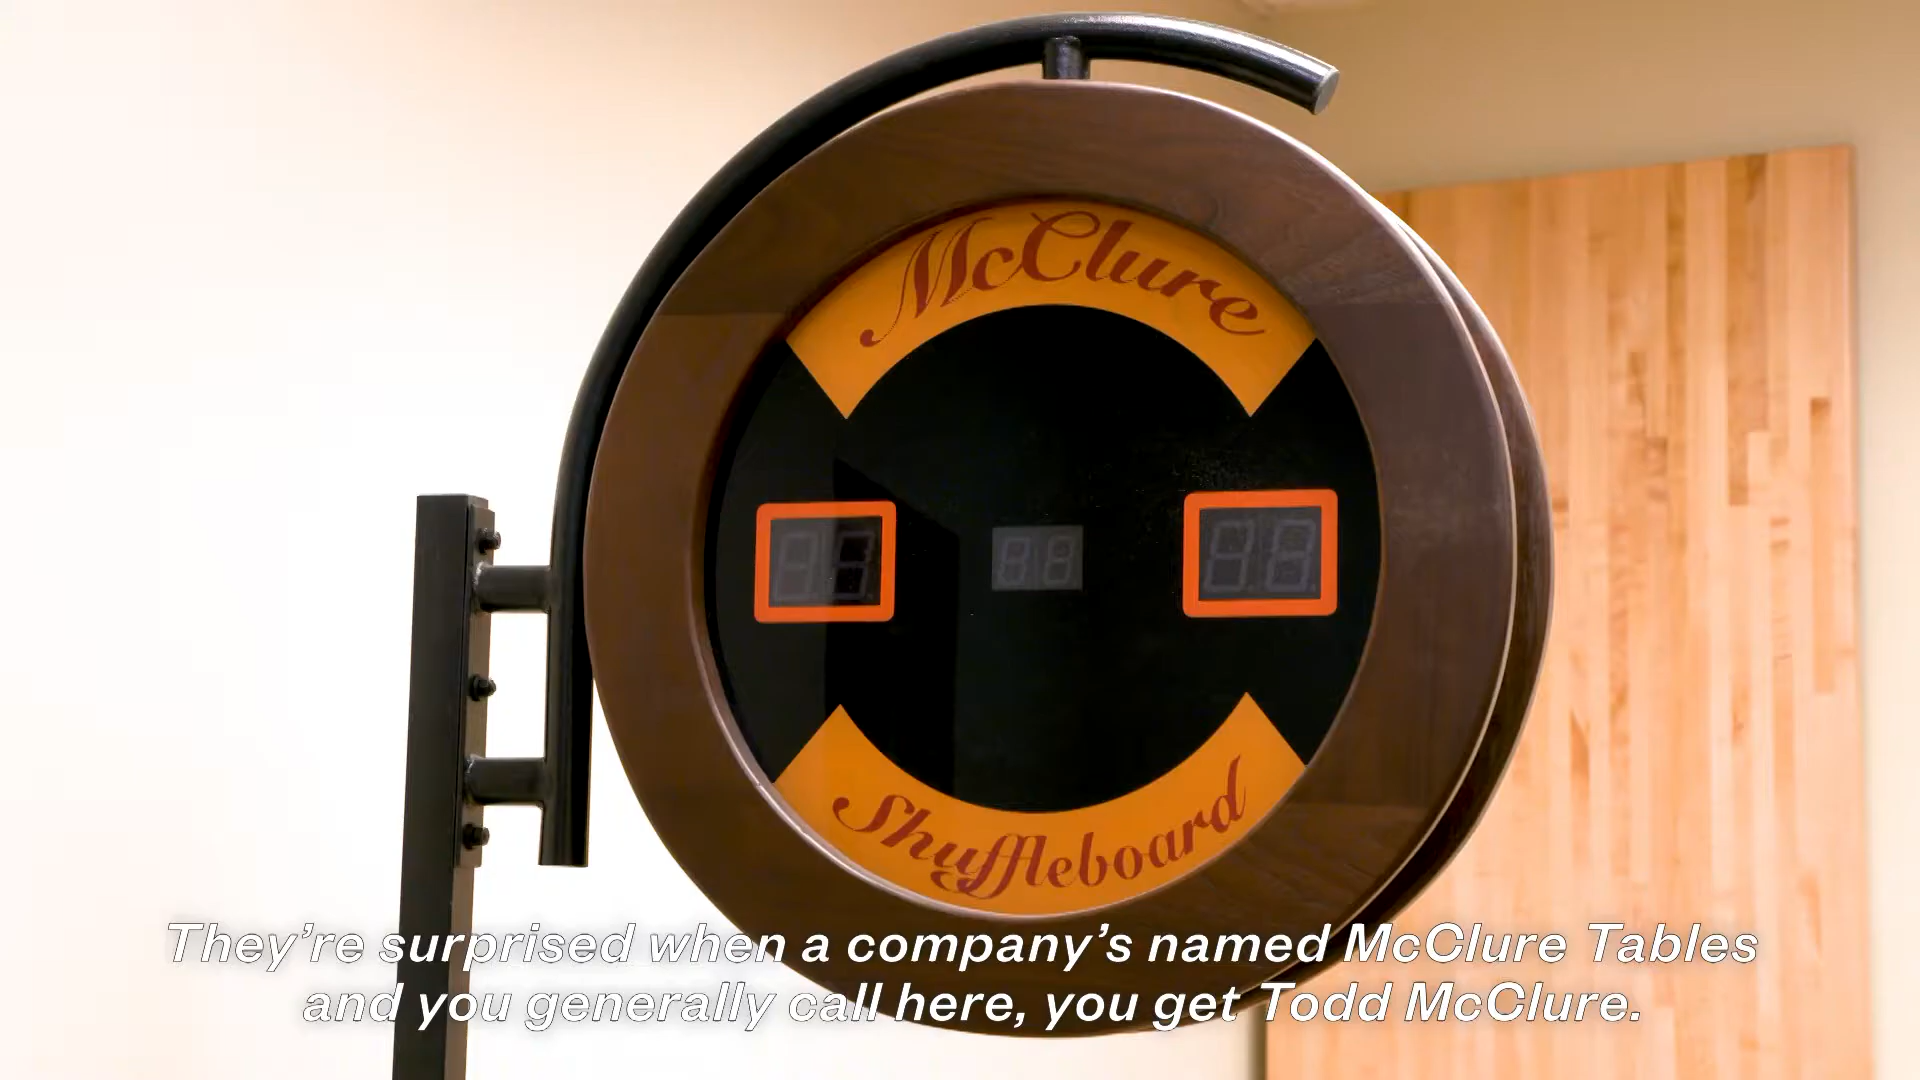 McClure
Shuffleboard
They're surprised when a company's named McClure Tables
and you generally call here, you get Todd McClure.